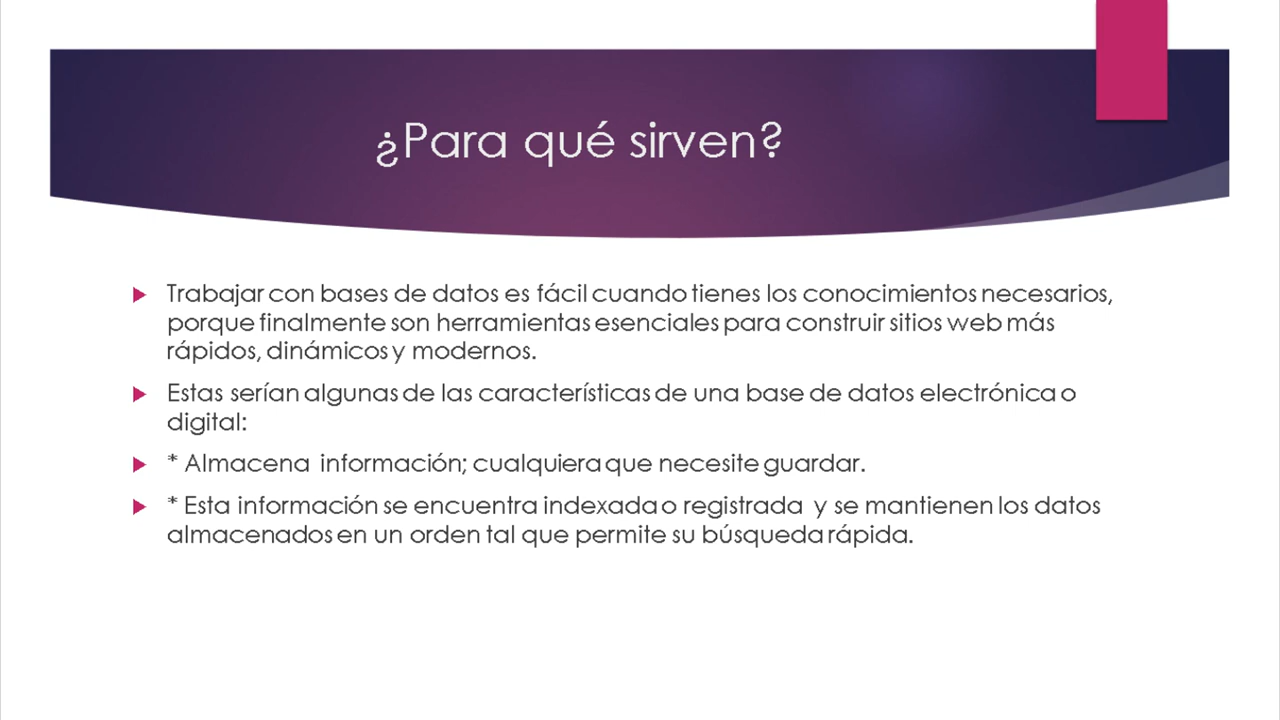 ¿Para qué sirven?
Trabajar con bases de datos es fácil cuando tienes los conocimientos necesarios,
porque finalmente son herramientas esenciales para construir sitios web más
rápidos, dinámicos y modernos.
Estas serían algunas de las características de una base de datos electrónica o
digital:
* Almacena información; cualquiera que necesite guardar.
* Esta información se encuentra indexada o registrada y se mantienen los datos
almacenados en un orden tal que permite su búsqueda rápida.